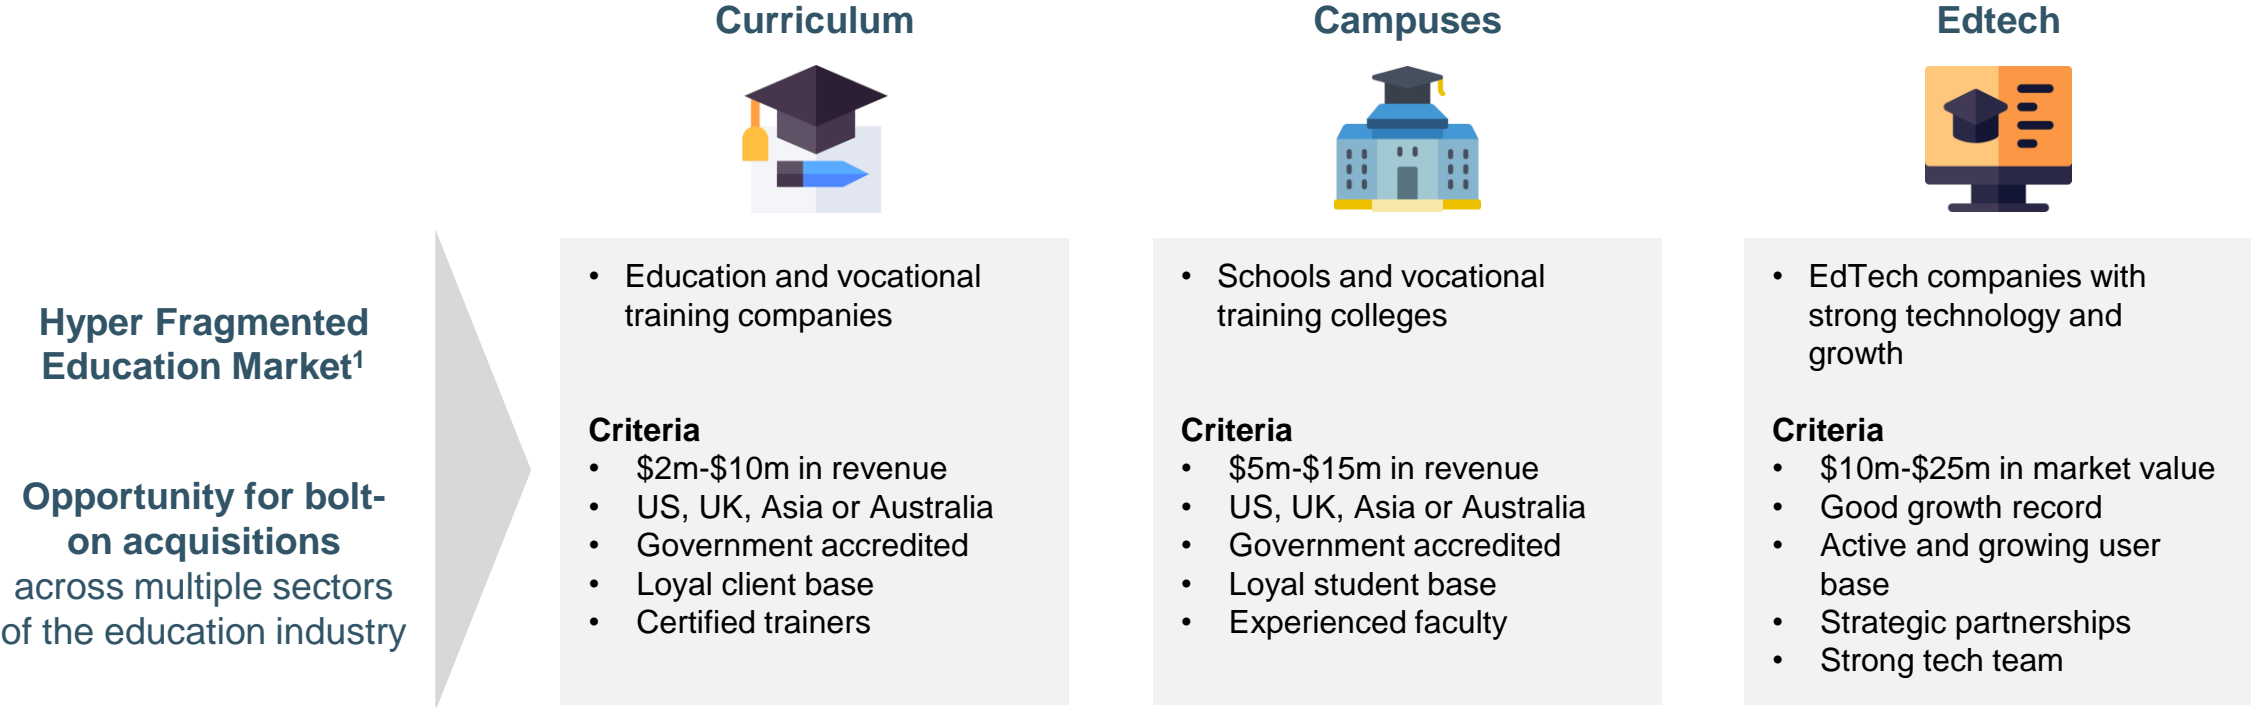 Curriculum
Campuses
Edtech
Hyper Fragmented
Education Market¹
Opportunity for bolt-
on acquisitions
across multiple sectors
of the education industry
• Education and vocational
training companies
Criteria
• $2m-$10m in revenue
• US, UK, Asia or Australia
• Government accredited
• Loyal client base
• Certified trainers
• Schools and vocational
training colleges
Criteria
• $5m-$15m in revenue
• US, UK, Asia or Australia
• Government accredited
• Loyal student base
• Experienced faculty
• EdTech companies with
strong technology and
growth
Criteria
• $10m-$25m in market value
• Good growth record
• Active and growing user
base
• Strategic partnerships
• Strong tech team